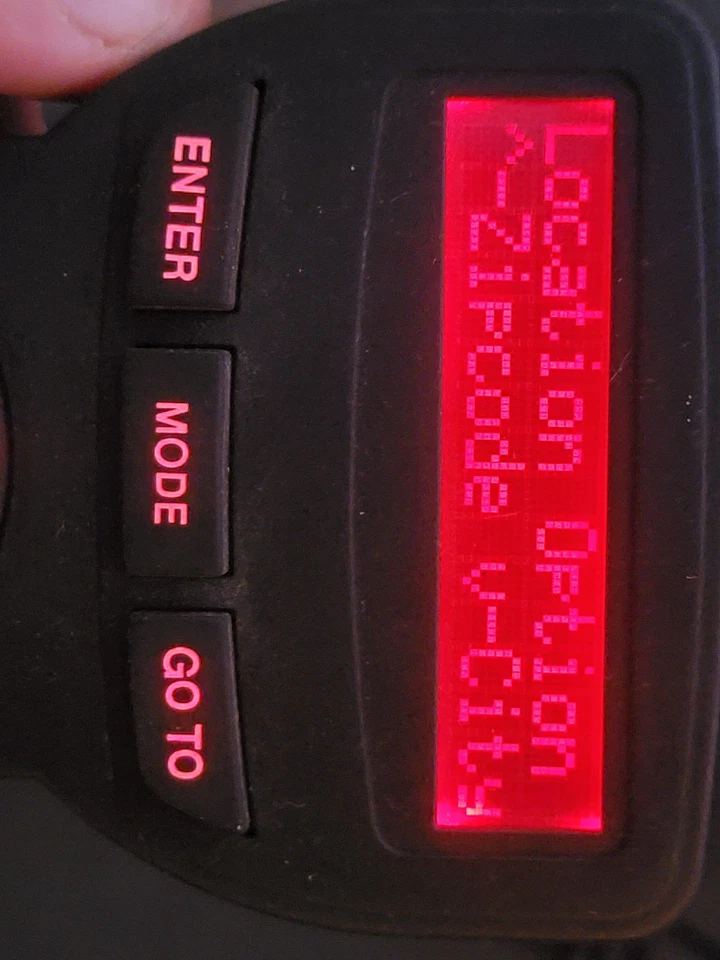 Location Option
^-Zipcode v-City
ENTER
MODE
GO TO